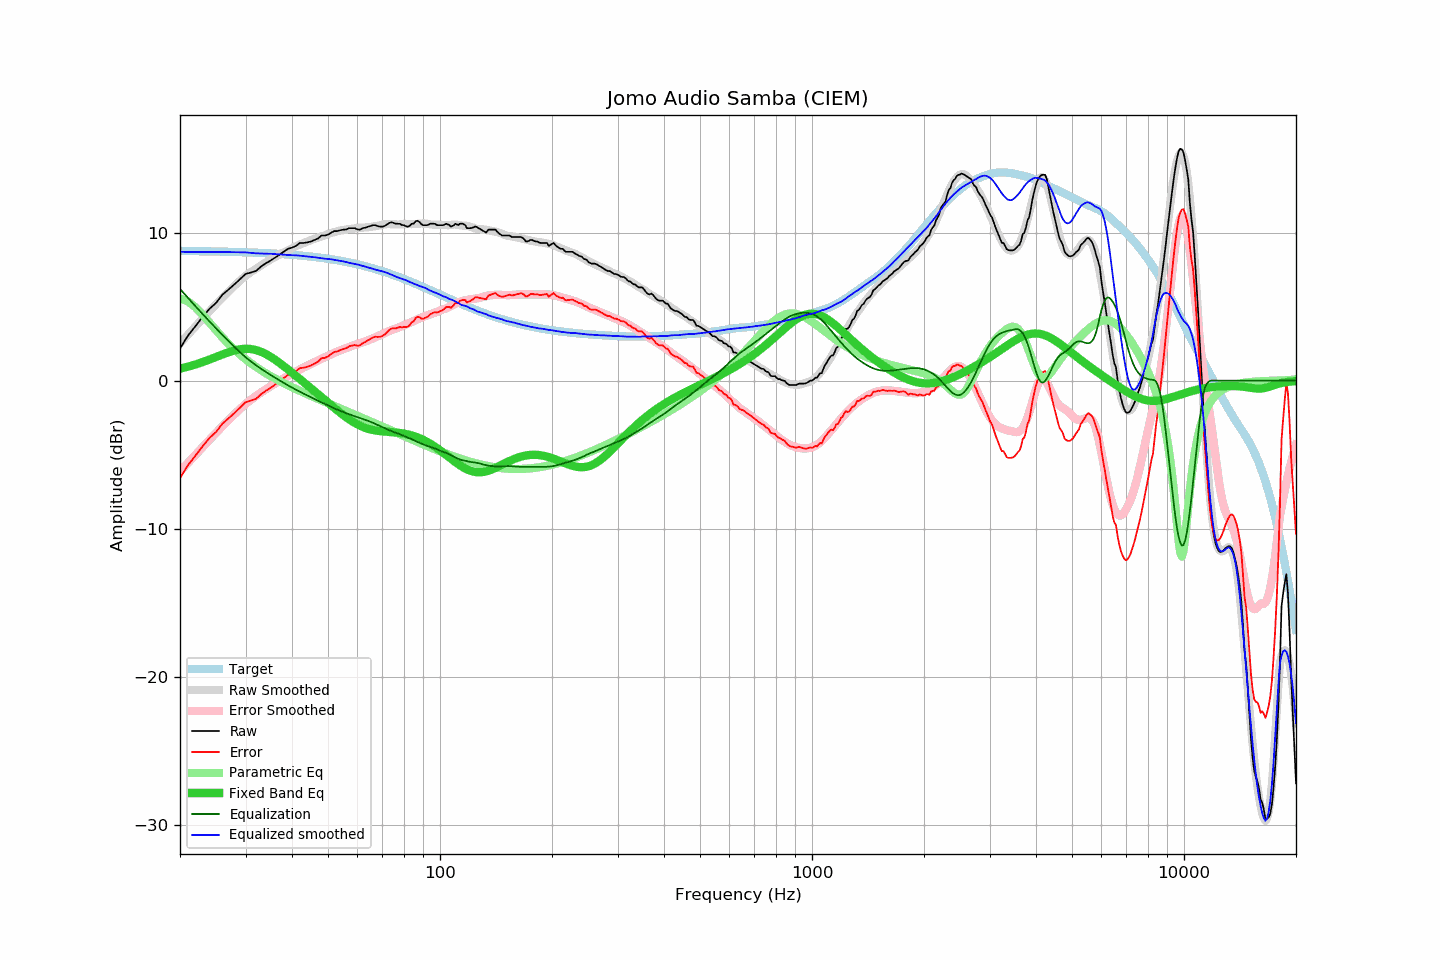 Jomo Audio Samba (CIEM)
10
0
−10
−20
−30
Amplitude (dBr)
Target
Raw Smoothed
Error Smoothed
Raw
Error
Parametric Eq
Fixed Band Eq
Equalization
Equalized smoothed
100
1000
10000
Frequency (Hz)